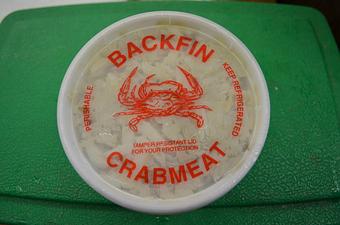 BACKFIN
PERISHABLE
KEEP REFRIGERATED
TAMPER RESISTANT LID
FOR YOUR PROTECTION
CRABMEAT